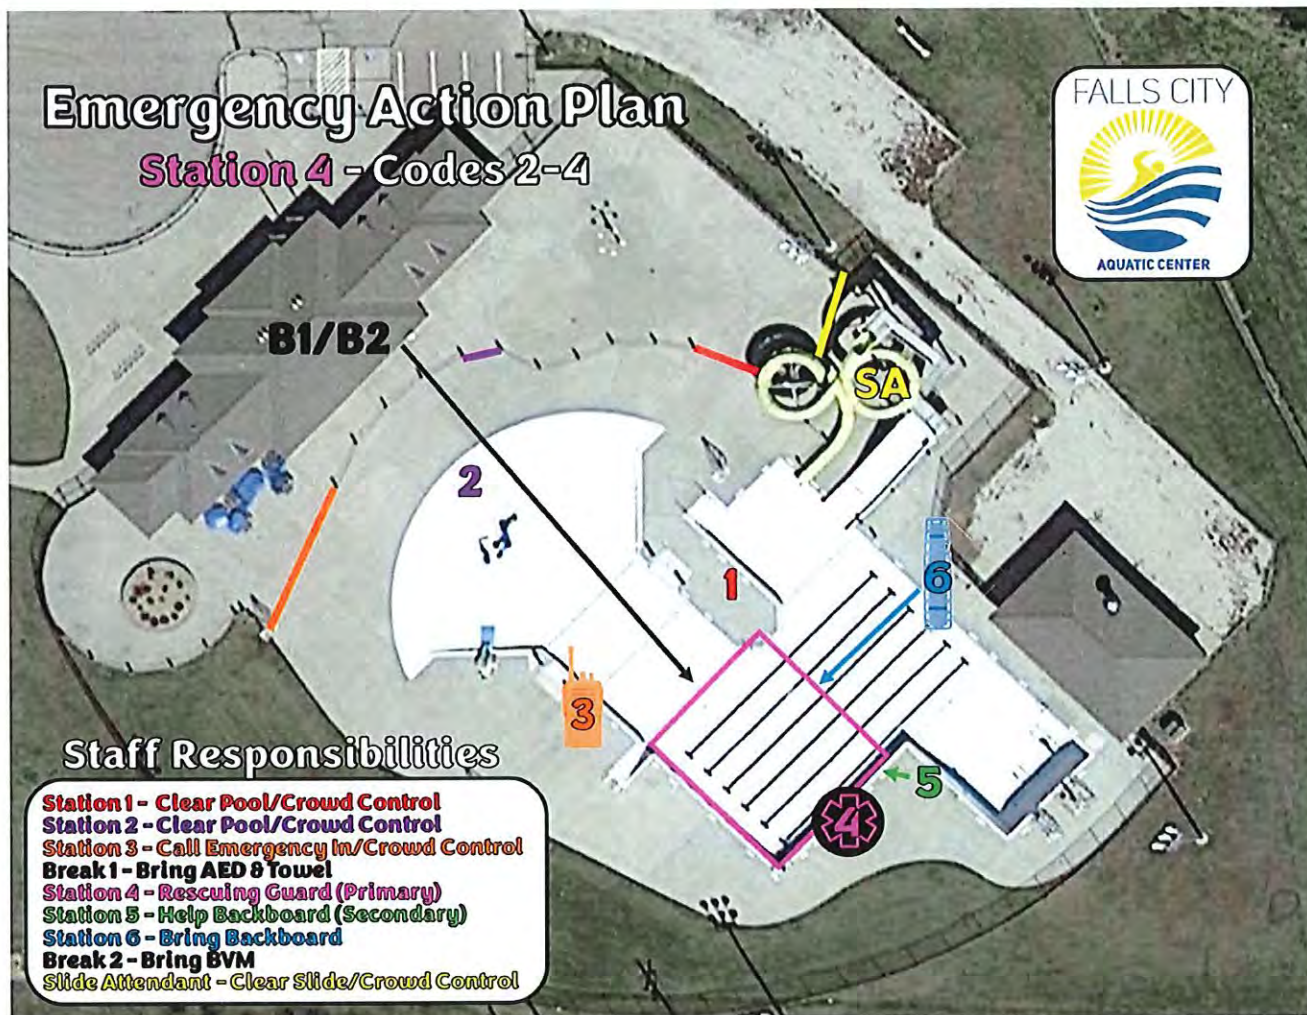 Emergency Action Plan
Station 4 - Codes 2-4
FALLS CITY
AQUATIC CENTER
B1/B2
SA
2
1
6
3
5
4
Staff Responsibilities
Station 1 - Clear Pool/Crowd Control
Station 2 - Clear Pool/Crowd Control
Station 3 - Call Emergency In/Crowd Control
Break 1 - Bring AED & Towel
Station 4 - Rescuing Guard (Primary)
Station 5 - Help Backboard (Secondary)
Station 6 - Bring Backboard
Break 2 - Bring BVM
Slide Attendant - Clear Slide/Crowd Control